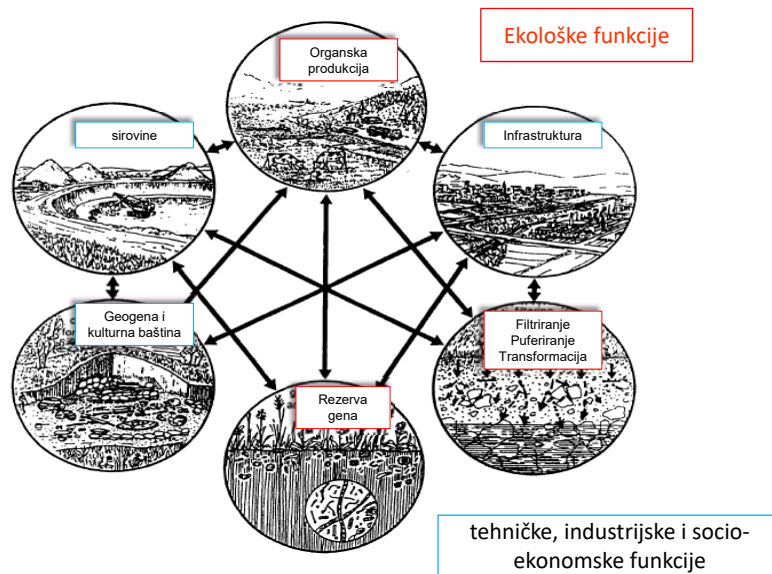 Ekološke funkcije
Organska
produkcija
sirovine
Infrastruktura
Geogena i
kulturna baština
Filtriranje
Puferiranje
Transformacija
Rezerva
gena
tehničke, industrijske i socio-
ekonomske funkcije